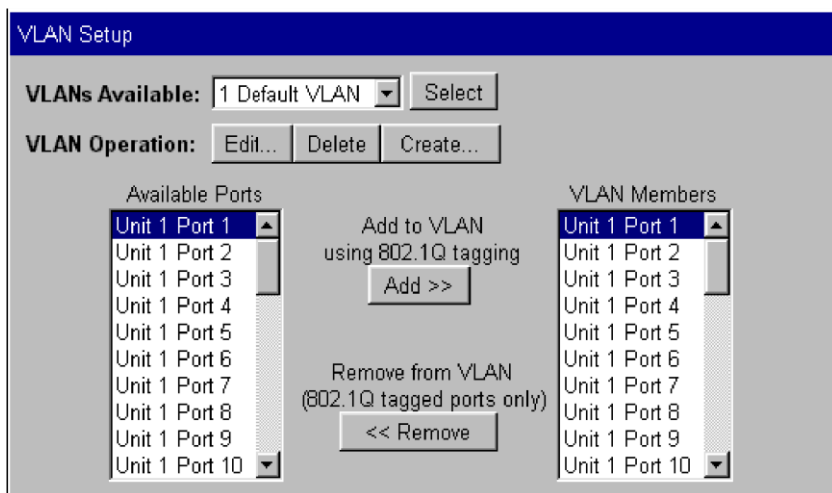 VLAN Setup
VLANs Available: 1 Default VLAN Select
VLAN Operation: Edit... Delete Create...
Available Ports
Unit 1 Port 1
Unit 1 Port 2
Unit 1 Port 3
Unit 1 Port 4
Unit 1 Port 5
Unit 1 Port 6
Unit 1 Port 7
Unit 1 Port 8
Unit 1 Port 9
Unit 1 Port 10
Add to VLAN
using 802.1Q tagging
Add >>
Remove from VLAN
(802.1Q tagged ports only)
<< Remove
VLAN Members
Unit 1 Port 1
Unit 1 Port 2
Unit 1 Port 3
Unit 1 Port 4
Unit 1 Port 5
Unit 1 Port 6
Unit 1 Port 7
Unit 1 Port 8
Unit 1 Port 9
Unit 1 Port 10